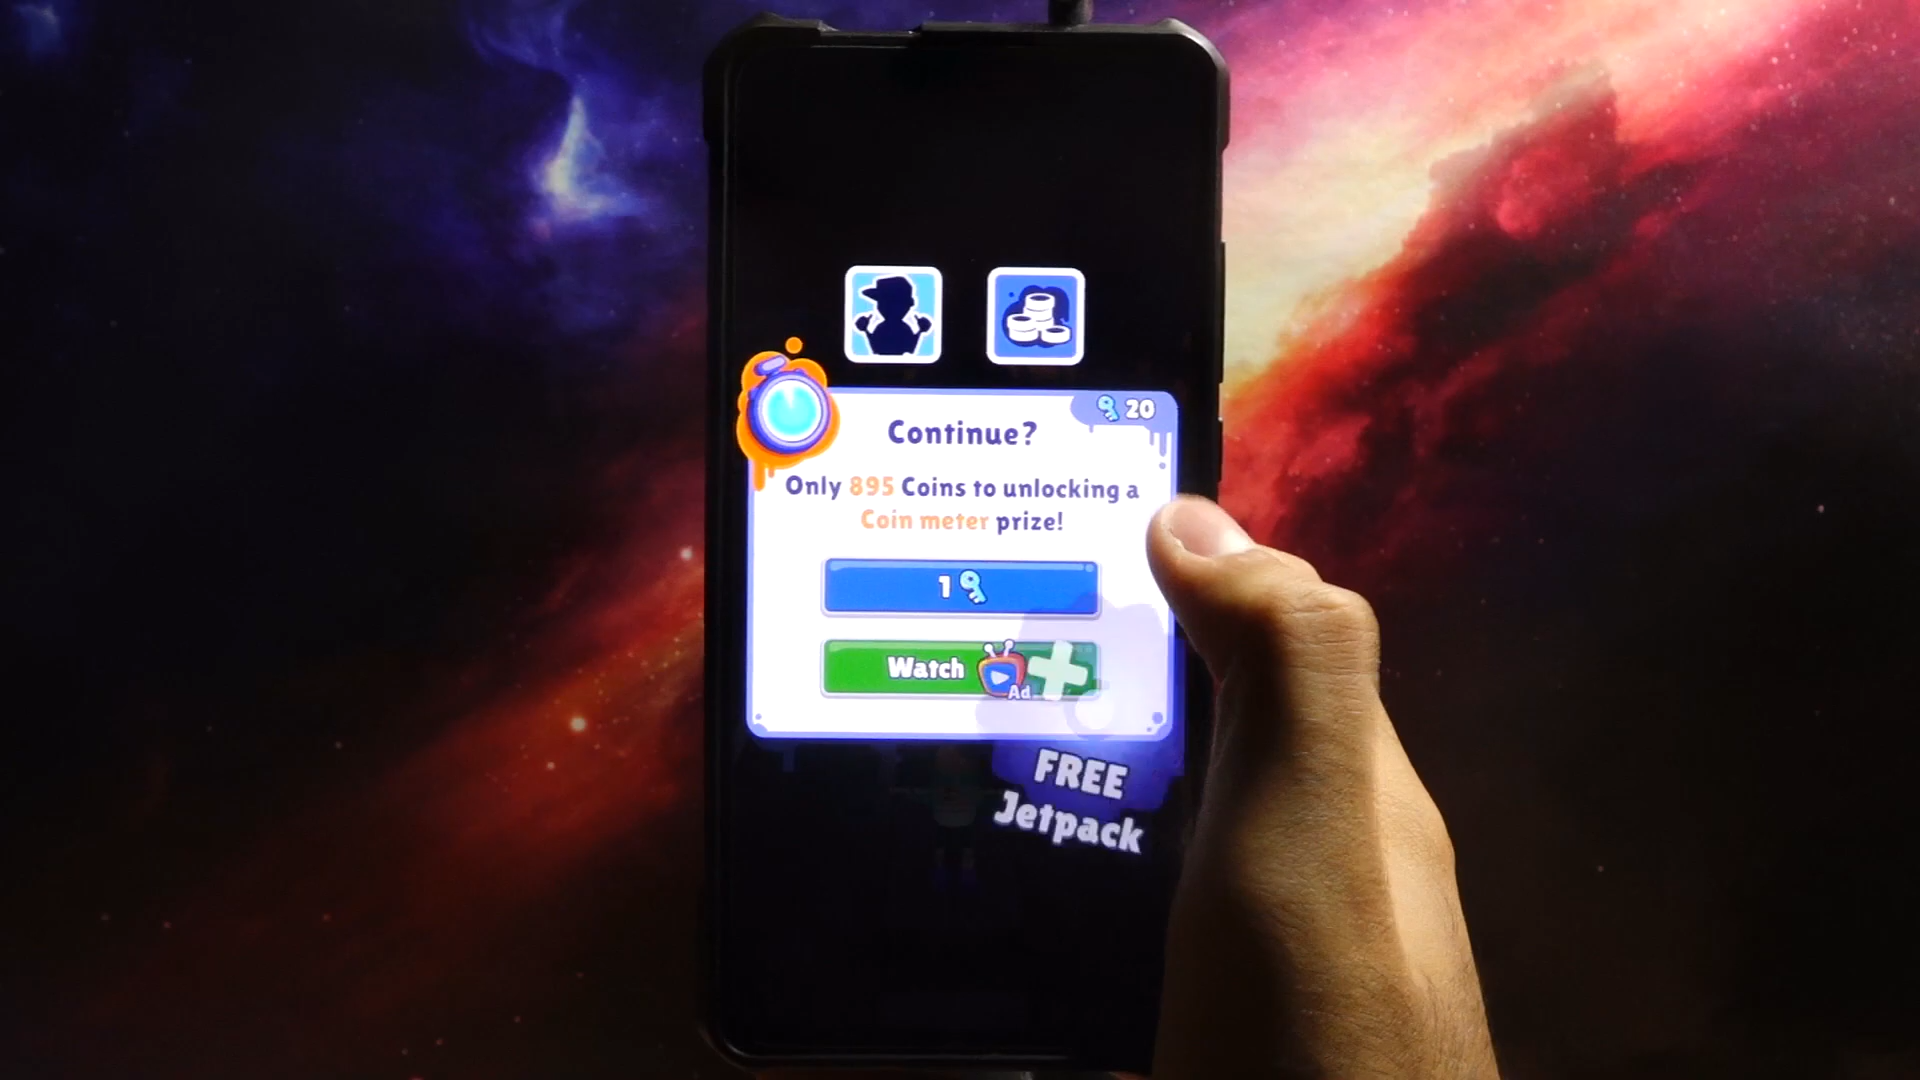 20
Continue?
Only 895 Coins to unlocking a
Coin meter prize!
1
Watch
Ad
FREE
Jetpack